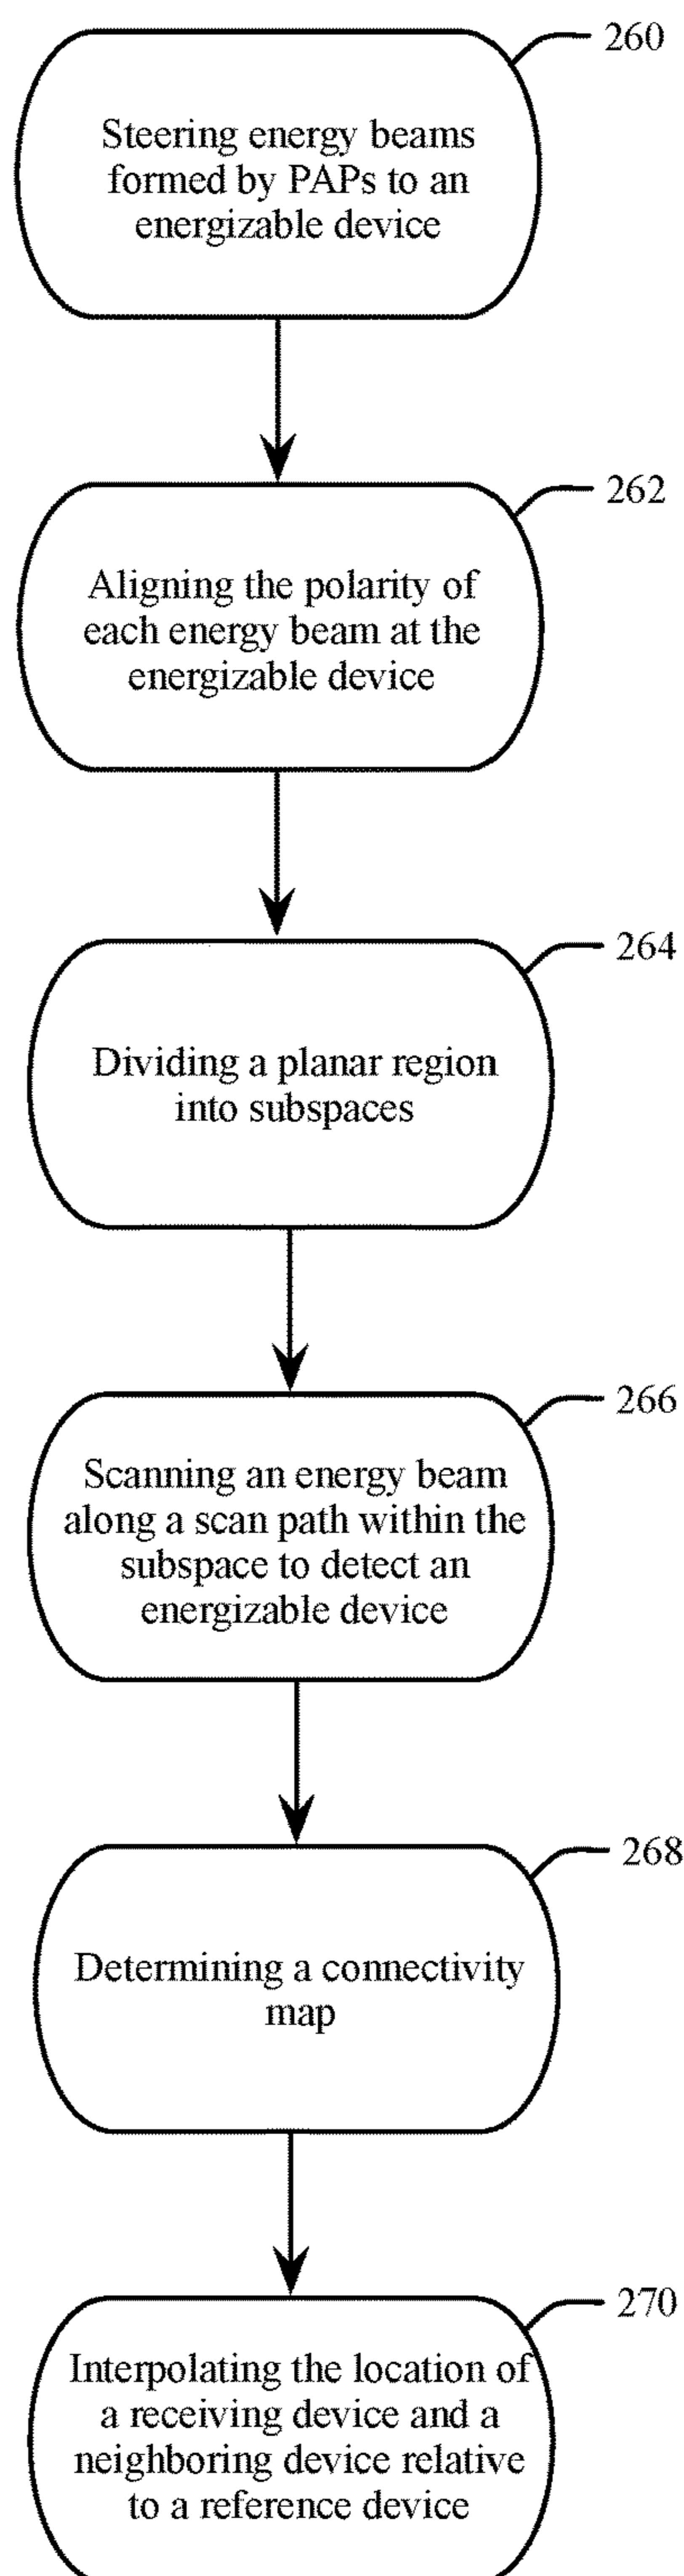 260
Steering energy beams
formed by PAPs to an
energizable device
262
Aligning the polarity of
each energy beam at the
energizable device
264
Dividing a planar region
into subspaces
266
Scanning an energy beam
along a scan path within the
subspace to detect an
energizable device
268
Determining a connectivity
map
270
Interpolating the location of
a receiving device and a
neighboring device relative
to a reference device